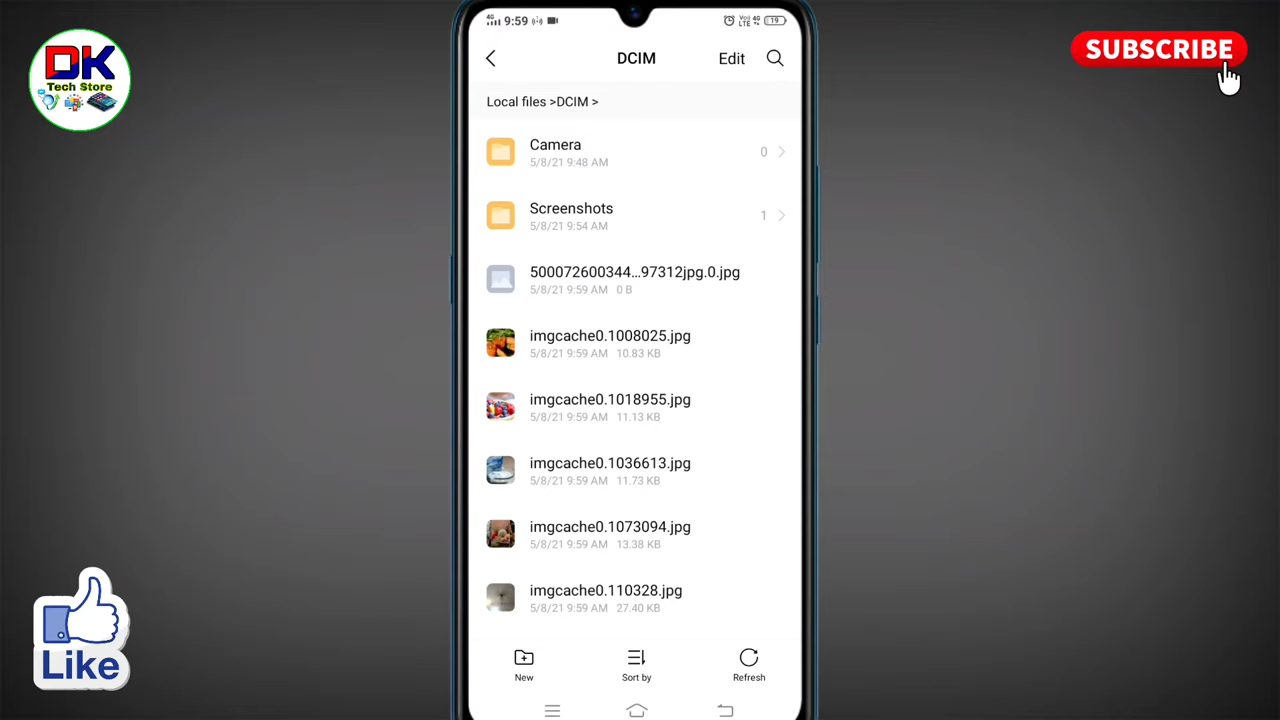 DK
Tech Store
SUBSCRIBE
4G 9:59
Voj) 4G
LTE 19
DCIM
Edit
Local files >DCIM >
Camera
5/8/21 9:48 AM
0
Screenshots
5/8/21 9:54 AM
1
500072600344...97312jpg.0.jpg
5/8/21 9:59 AM 0 B
imgcache0.1008025.jpg
5/8/21 9:59 AM 10.83 KB
imgcache0.1018955.jpg
5/8/21 9:59 AM 11.13 KB
imgcache0.1036613.jpg
5/8/21 9:59 AM 11.73 KB
imgcache0.1073094.jpg
5/8/21 9:59 AM 13.38 KB
imgcache0.110328.jpg
5/8/21 9:59 AM 27.40 KB
New
Sort by
Refresh
Like